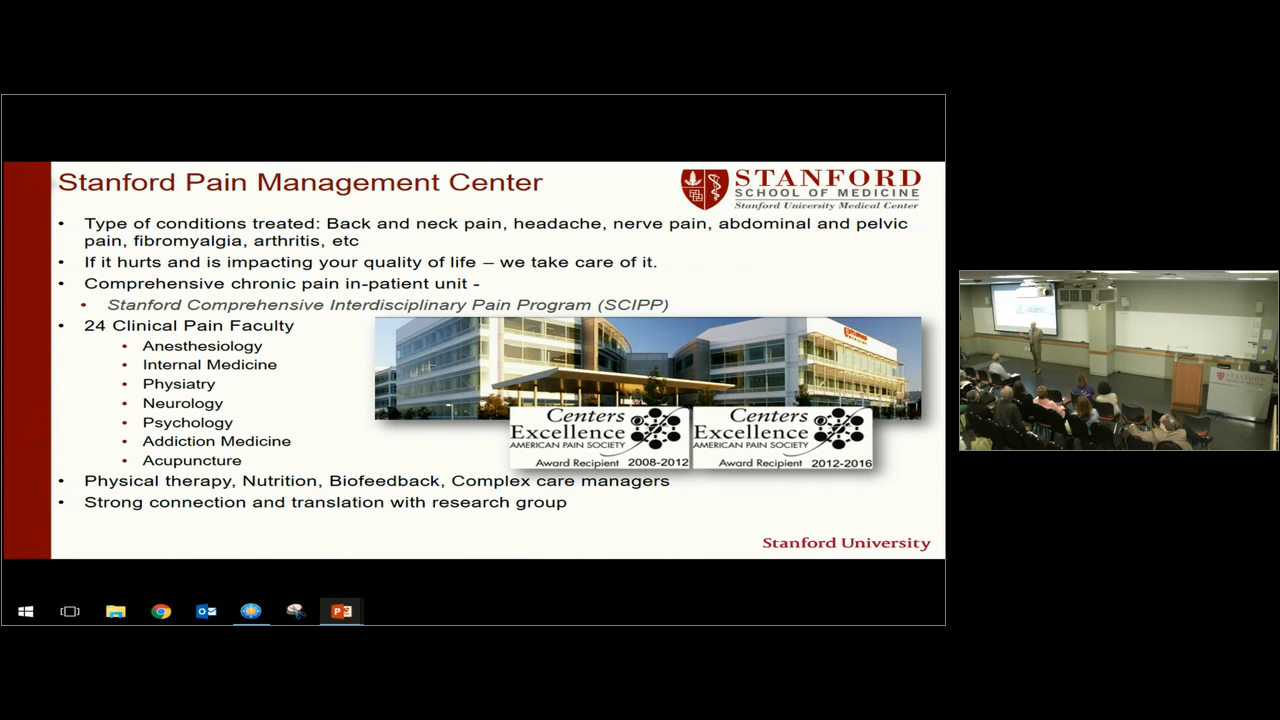 Stanford Pain Management Center
STANFORD
SCHOOL OF MEDICINE
Stanford University Medical Center
• Type of conditions treated: Back and neck pain, headache, nerve pain, abdominal and pelvic
pain, fibromyalgia, arthritis, etc
• If it hurts and is impacting your quality of life – we take care of it.
• Comprehensive chronic pain in-patient unit -
• Stanford Comprehensive Interdisciplinary Pain Program (SCIPP)
• 24 Clinical Pain Faculty
• Anesthesiology
• Internal Medicine
• Physiatry
• Neurology
• Psychology
• Addiction Medicine
• Acupuncture
Centers
Excellence
AMERICAN PAIN SOCIETY
Award Recipient 2008-2012
Centers
Excellence
AMERICAN PAIN SOCIETY
Award Recipient 2012-2016
• Physical therapy, Nutrition, Biofeedback, Complex care managers
• Strong connection and translation with research group
Stanford University
STANFORD